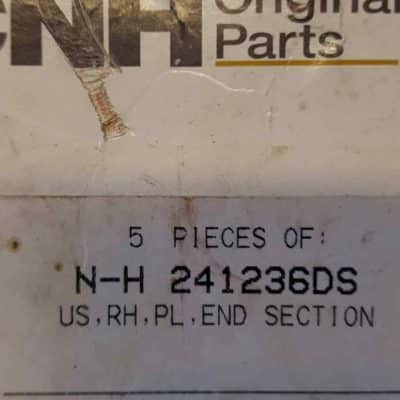 CNH Original
Parts
5 PIECES OF:
N-H 241236DS
US,RH,PL,END SECTION